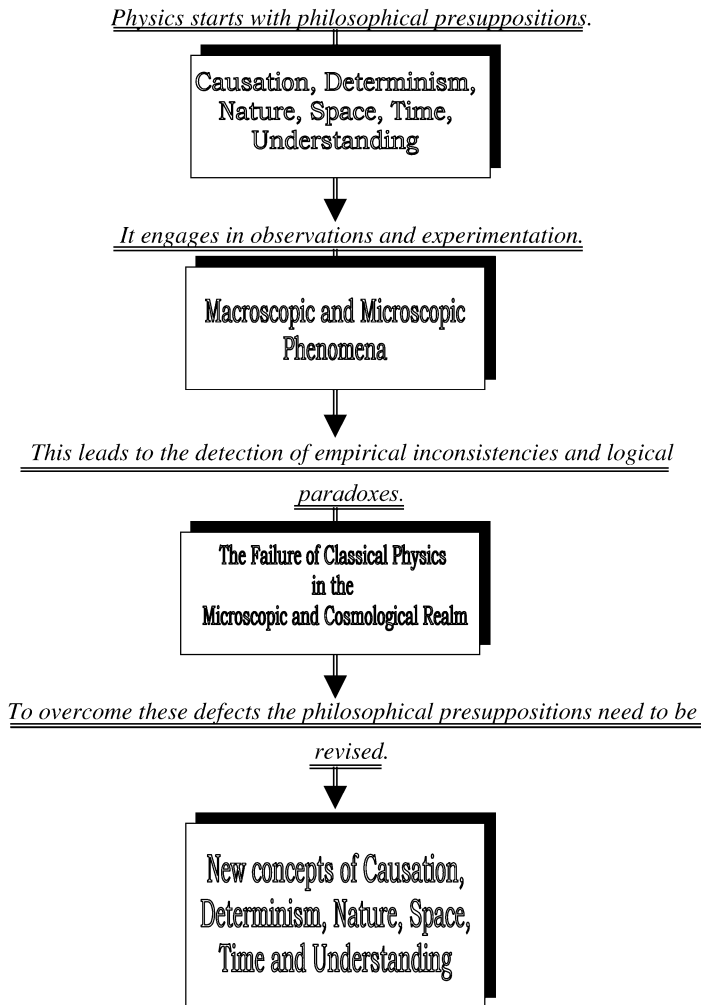 Physics starts with philosophical presuppositions.
Causation, Determinism,
Nature, Space, Time,
Understanding
It engages in observations and experimentation.
Macroscopic and Microscopic
Phenomena
This leads to the detection of empirical inconsistencies and logical
paradoxes.
The Failure of Classical Physics
in the
Microscopic and Cosmological Realm
To overcome these defects the philosophical presuppositions need to be
revised.
New concepts of Causation,
Determinism, Nature, Space,
Time and Understanding